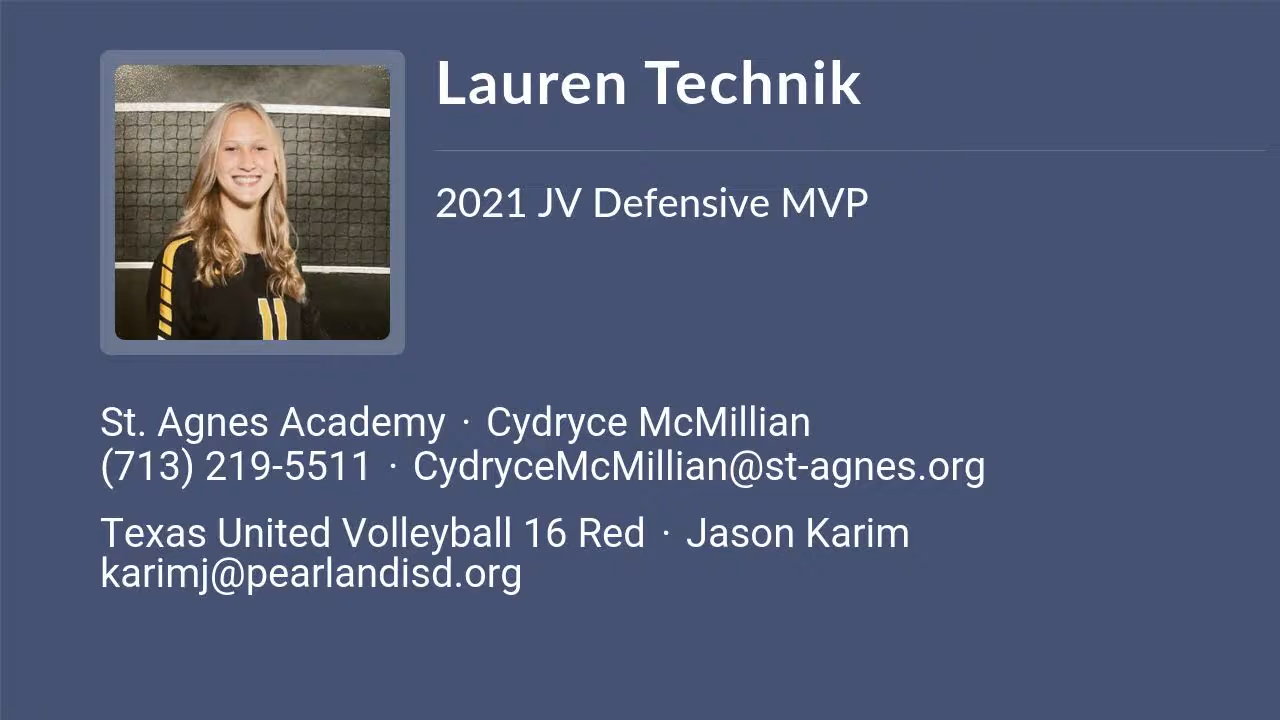 Lauren Technik
2021 JV Defensive MVP
11
St. Agnes Academy · Cydryce McMillian
(713) 219-5511 · CydryceMcMillian@st-agnes.org
Texas United Volleyball 16 Red · Jason Karim
karimj@pearlandisd.org